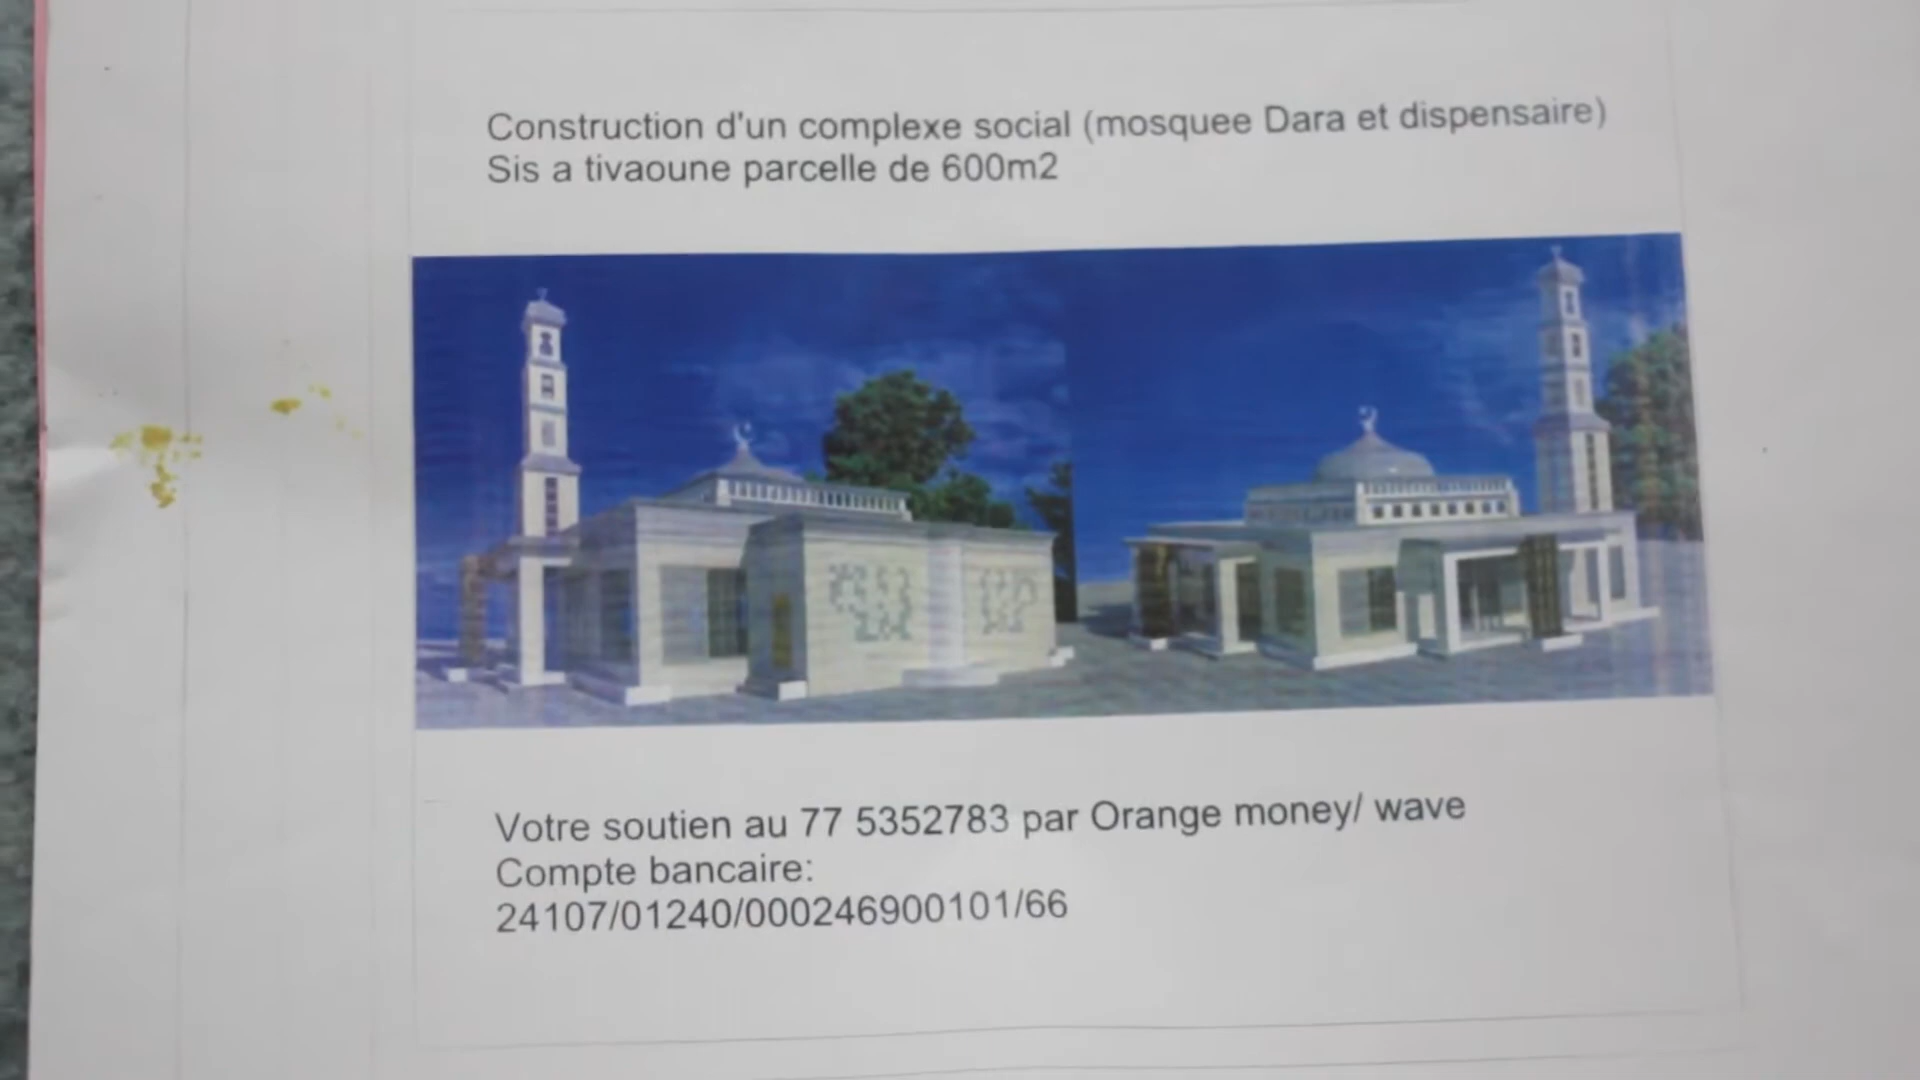 Construction d'un complexe social (mosquee Dara et dispensaire)
Sis a tivaoune parcelle de 600m2
Votre soutien au 77 5352783 par Orange money/ wave
Compte bancaire:
24107/01240/000246900101/66